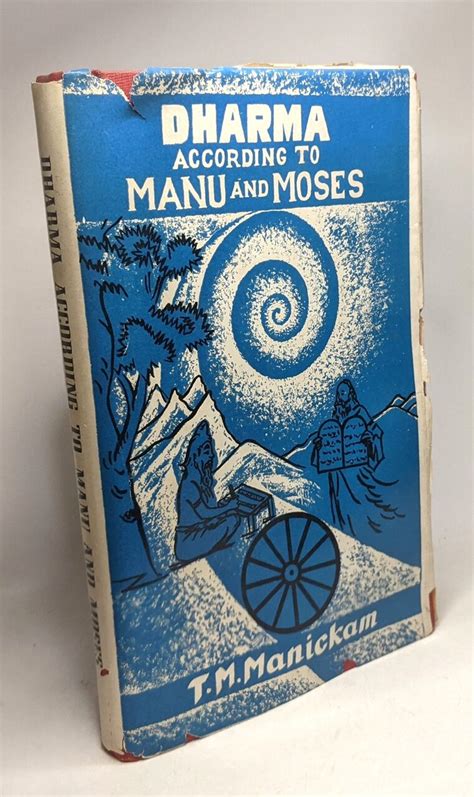 DHARMA
ACCORDING TO
MANU AND MOSES
T.M.Manickam
DHARMA ACCORDING TO MANU AND MOSES